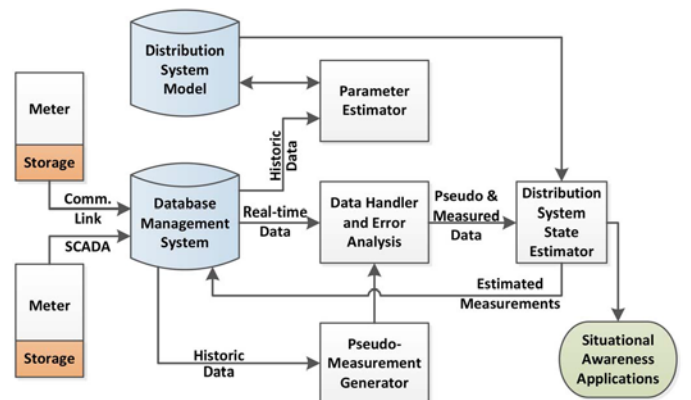 Distribution
System
Model
Parameter
Estimator
Meter
Storage
Historic
Data
Comm.
Link
SCADA
Database
Management
System
Real-time
Data
Data Handler
and Error
Analysis
Pseudo &
Measured
Data
Distribution
System
State
Estimator
Estimated
Measurements
Meter
Storage
Historic
Data
Pseudo-
Measurement
Generator
Situational
Awareness
Applications